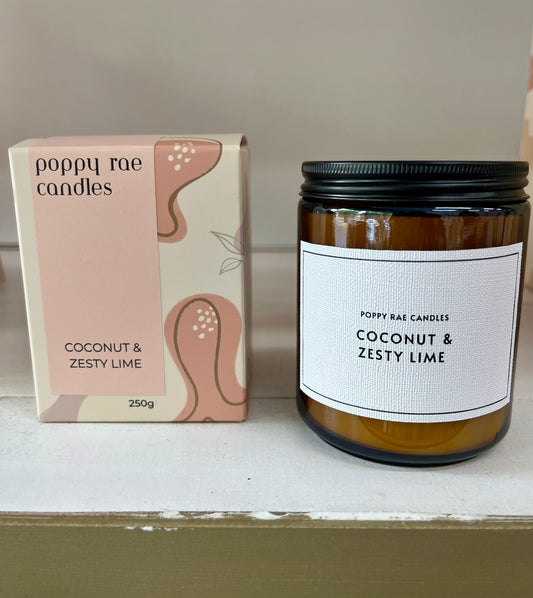 poppy rae
candles
COCONUT &
ZESTY LIME
250g
POPPY RAE CANDLES
COCONUT &
ZESTY LIME